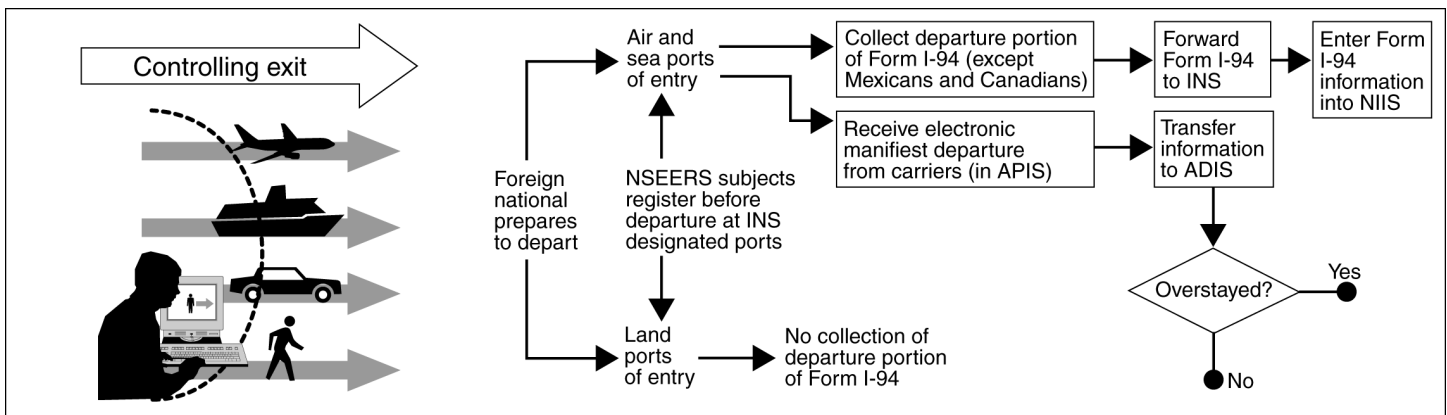 Controlling exit
Foreign
national
prepares
to depart
Air and
sea ports
of entry
NSEERS subjects
register before
departure at INS
designated ports
Land
ports
of entry
Collect departure portion
of Form I-94 (except
Mexicans and Canadians)
Forward
Form I-94
to INS
Enter Form
I-94
information
into NIIS
Receive electronic
manifiest departure
from carriers (in APIS)
Transfer
information
to ADIS
Overstayed?
Yes
No
No collection of
departure portion
of Form I-94